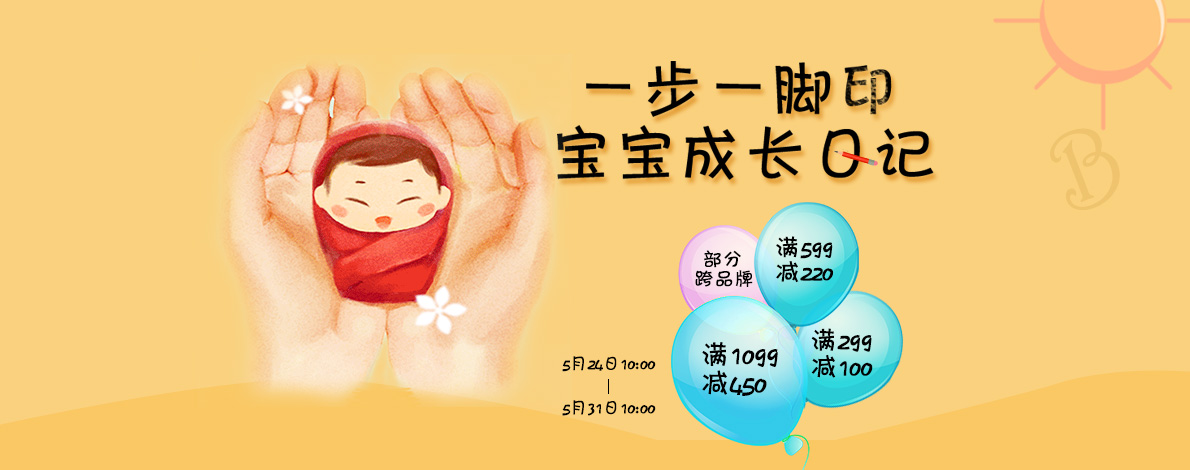 一步一脚印
宝宝成长日记
B
部分
跨品牌
满599
减220
满299
减100
满1099
减450
5月24日10:00
5月31日10:00